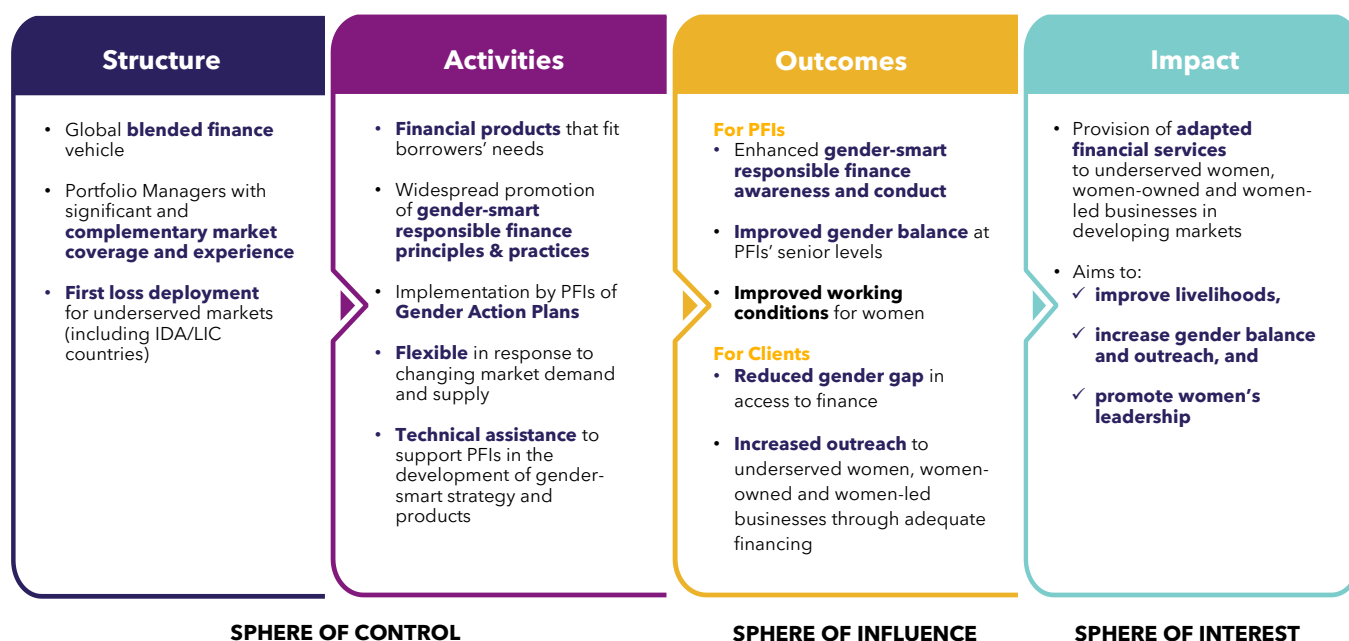 Structure
• Global blended finance
vehicle
• Portfolio Managers with
significant and
complementary market
coverage and experience
• First loss deployment
for underserved markets
(including IDA/LIC
countries)
Activities
• Financial products that fit
borrowers' needs
• Widespread promotion
of gender-smart
responsible finance
principles & practices
• Implementation by PFIs of
Gender Action Plans
• Flexible in response to
changing market demand
and supply
• Technical assistance to
support PFIs in the
development of gender-
smart strategy and
products
Outcomes
For PFIs
• Enhanced gender-smart
responsible finance
awareness and conduct
• Improved gender balance at
PFIs' senior levels
• Improved working
conditions for women
For Clients
• Reduced gender gap in
access to finance
• Increased outreach to
underserved women, women-
owned and women-led
businesses through adequate
financing
Impact
• Provision of adapted
financial services
to underserved women,
women-owned and women-
led businesses in
developing markets
• Aims to:
✓ improve livelihoods,
✓ increase gender balance
and outreach, and
✓ promote women's
leadership
SPHERE OF CONTROL
SPHERE OF INFLUENCE
SPHERE OF INTEREST